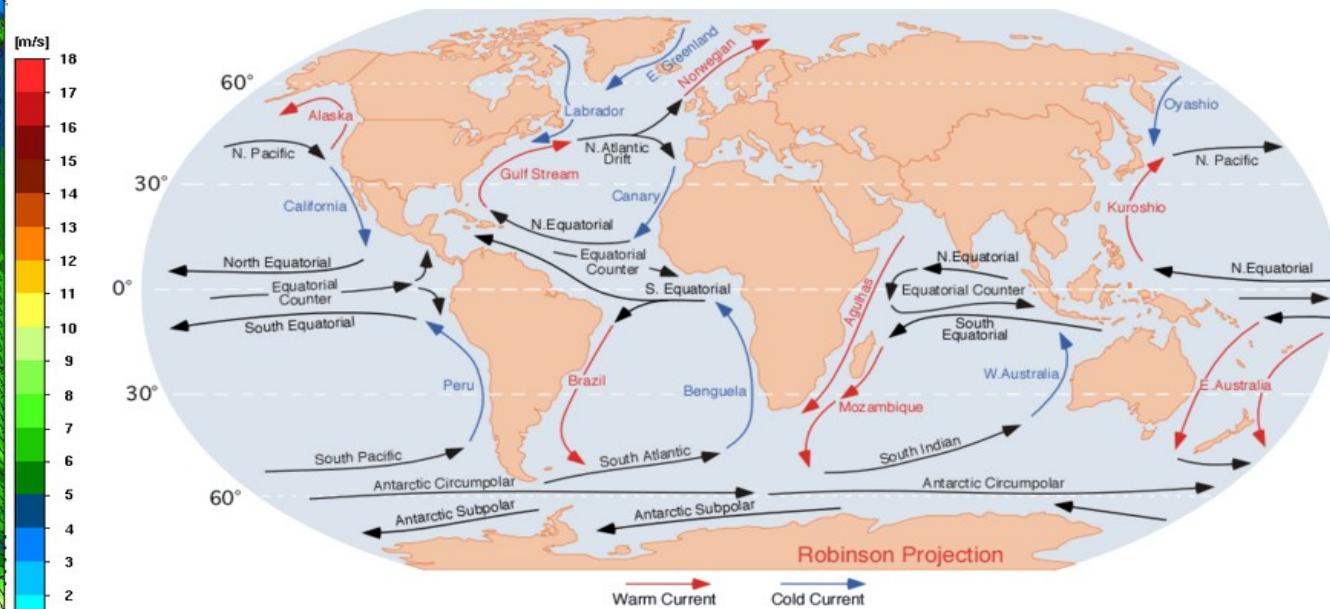 [m/s]
18
17
16
15
14
13
12
11
10
9
8
7
6
5
4
3
2
60°
30°
0°
30°
60°
Alaska
N. Pacific
California
North Equatorial
Equatorial
Counter
South Equatorial
Peru
South Pacific
Labrador
E. Greenland
Norwegian
N.Atlantic
Drift
Gulf Stream
Canary
N.Equatorial
Equatorial
Counter
S. Equatorial
Brazil
Benguela
South Atlantic
Antarctic Circumpolar
Antarctic Subpolar
Antarctic Subpolar
Agulhas
Mozambique
N.Equatorial
Equatorial Counter
South
Equatorial
W.Australia
South Indian
Antarctic Circumpolar
Oyashio
N. Pacific
Kuroshio
N.Equatorial
E.Australia
Robinson Projection
Warm Current
Cold Current